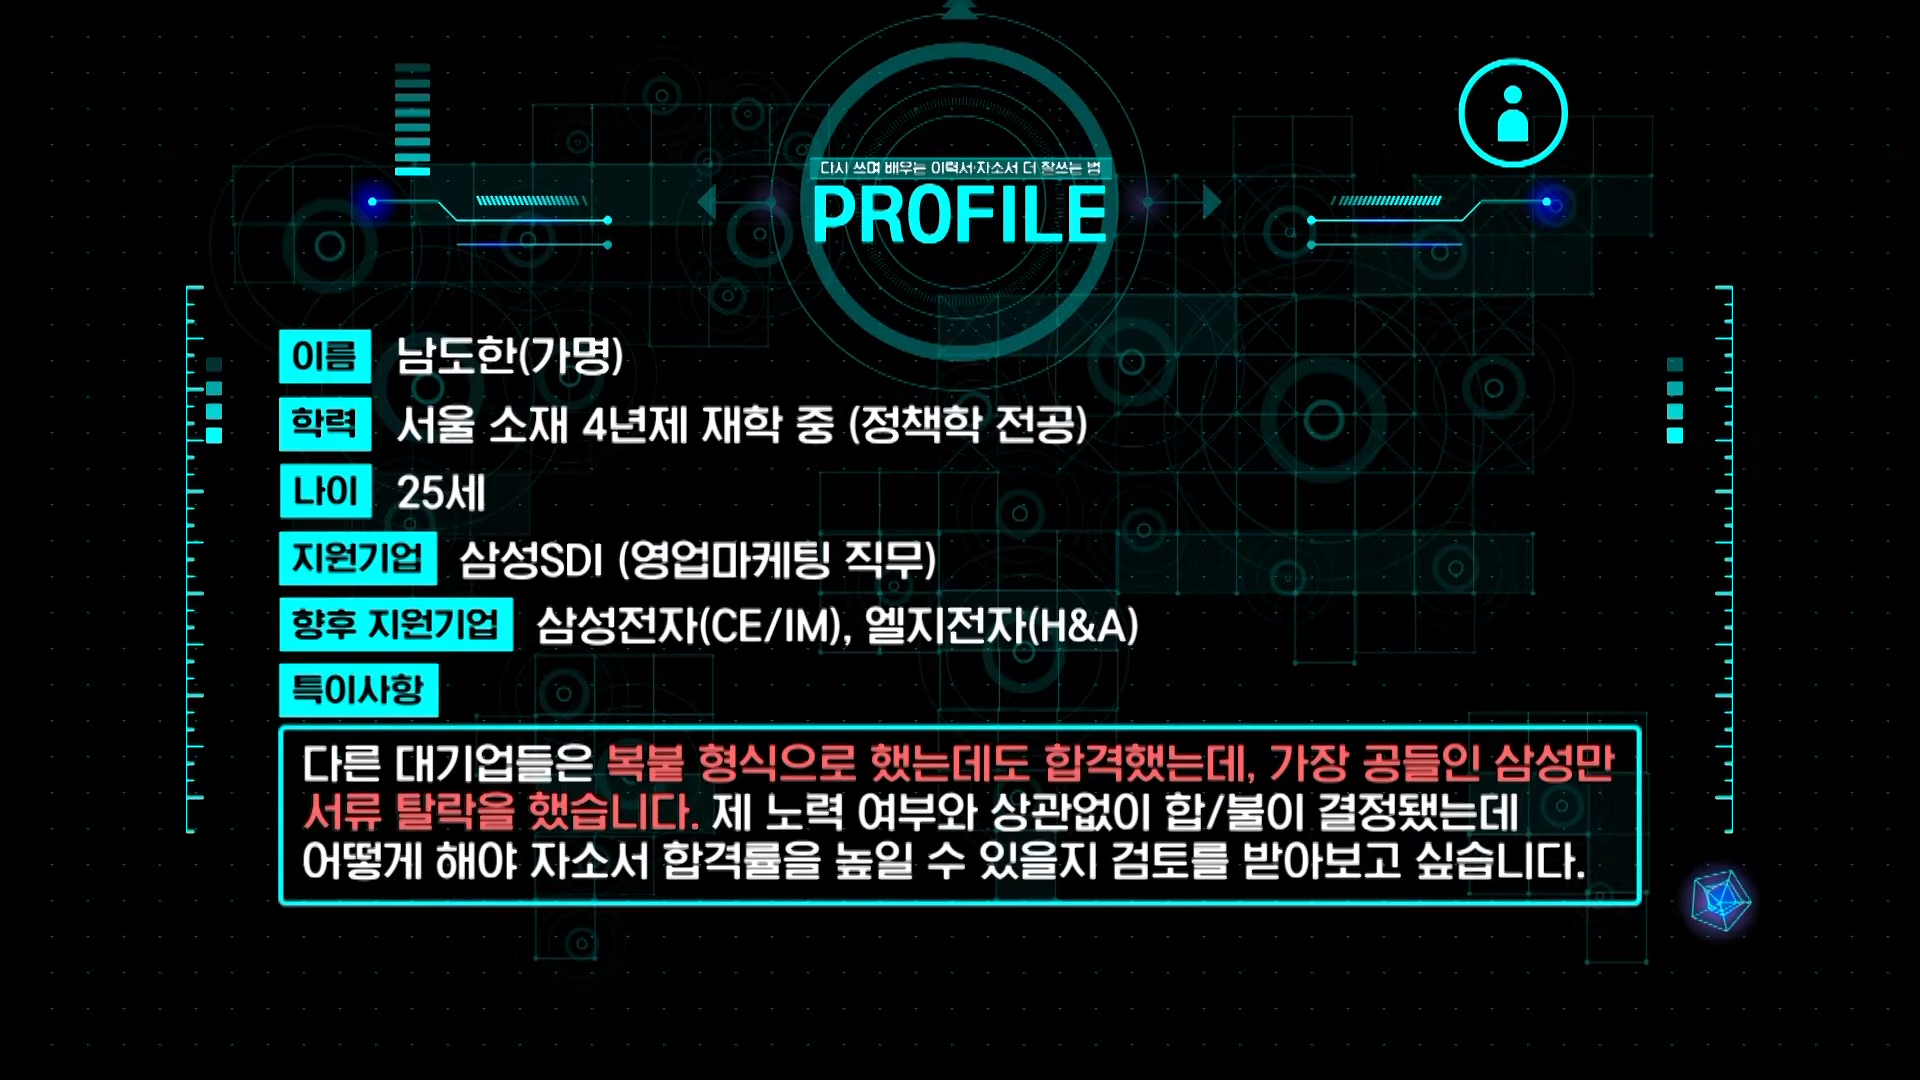 다시 쓰며 배우는 이력서·자소서 더 잘쓰는 법
PROFILE
이름 남도한(가명)
학력 서울 소재 4년제 재학 중 (정책학 전공)
나이 25세
지원기업 삼성SDI (영업마케팅 직무)
향후 지원기업 삼성전자(CE/IM), 엘지전자(H&A)
특이사항
다른 대기업들은 복붙 형식으로 했는데도 합격했는데, 가장 공들인 삼성만
서류 탈락을 했습니다. 제 노력 여부와 상관없이 합/불이 결정됐는데
어떻게 해야 자소서 합격률을 높일 수 있을지 검토를 받아보고 싶습니다.